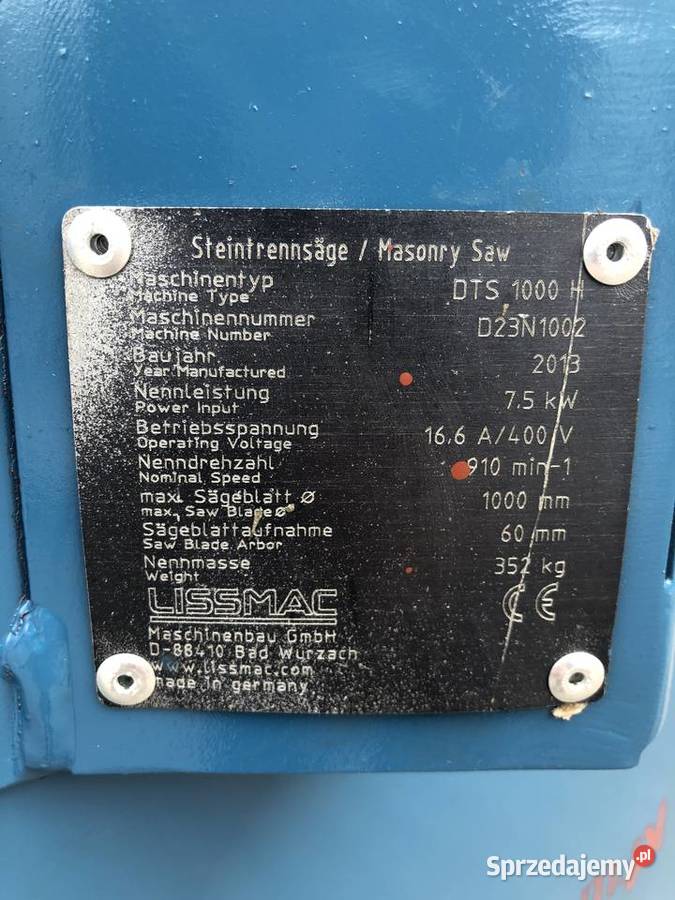 Steintrennsäge / Masonry Saw
Maschinentyp
Machine Type
DTS 1000 H
Maschinennummer
Machine Number
D23N1002
Baujahr
Year Manufactured
2013
Nennleistung
Power Input
7.5 kW
Betriebsspannung
Operating Voltage
16.6 A/400 V
Nenndrehzahl
Nominal Speed
910 min-1
max. Sägeblatt Ø
max. Saw Blade Ø
1000 mm
Sägeblattaufnahme
Saw Blade Arbor
60 mm
Nennmasse
Weight
352 kg
LISSMAC
CE
Maschinenbau GmbH
D-88410 Bad Wurzach
www.lissmac.com
made in germany
Sprzedajemy.pl